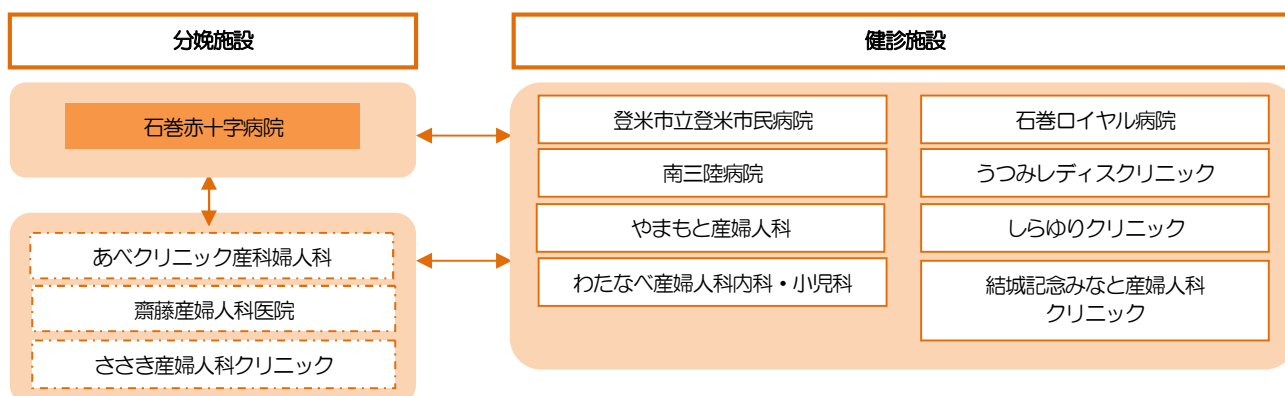 分娩施設
石巻赤十字病院
あベクリニック産科婦人科
齋藤産婦人科医院
ささき産婦人科クリニック
健診施設
登米市立登米市民病院
南三陸病院
やまもと産婦人科
わたなべ産婦人科内科・小児科
石巻ロイヤル病院
うつみレディスクリニック
しらゆりクリニック
結城記念みなと産婦人科
クリニック